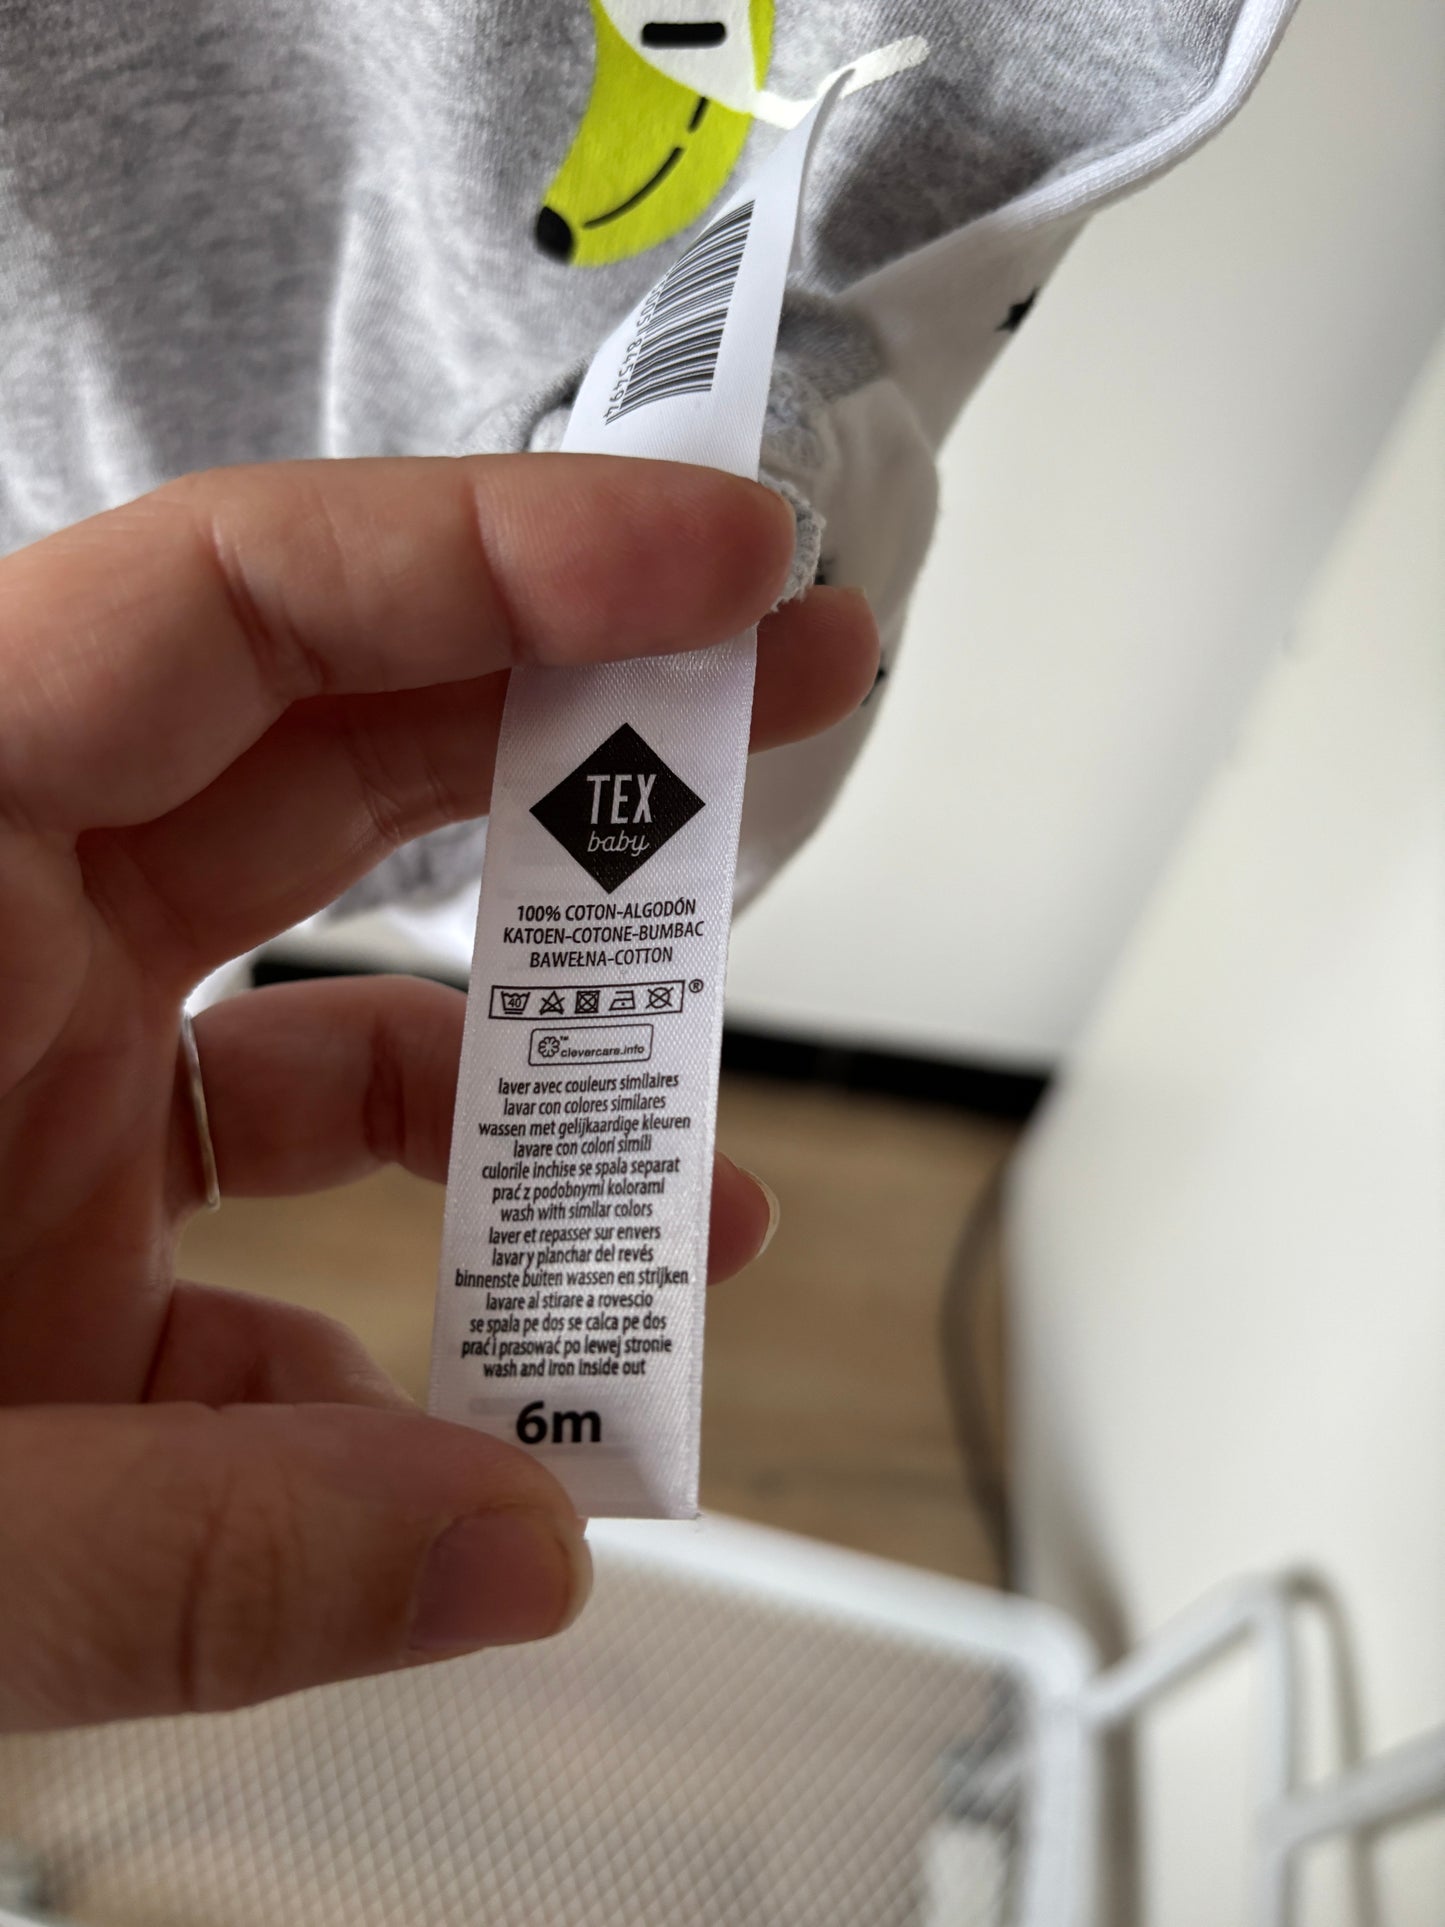 TEX
baby
100% COTON-ALGODÓN
KATOEN-COTONE-BUMBAC
BAWEŁNA-COTTON
40
®
™
clevercare.info
laver avec couleurs similaires
lavar con colores similares
wassen met gelijkaardige kleuren
lavare con colori simili
culorile inchise se spala separat
prać z podobnymi kolorami
wash with similar colors
laver et repasser sur envers
lavar y planchar del revés
binnenste buiten wassen en strijken
lavare al stirare a rovescio
se spala pe dos se calca pe dos
prać i prasować po lewej stronie
wash and iron inside out
6m